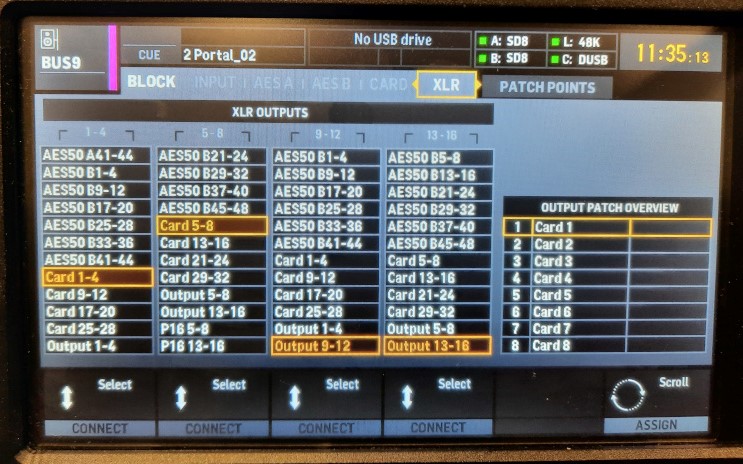 BUS9
CUE
2 Portal_02
No USB drive
A: SD8
L: 48K
B: SD8
C: DUSB
11:35:13
BLOCK
INPUT
AES A
AES B
CARD
XLR
PATCH POINTS
XLR OUTPUTS
1-4
5-8
9-12
13-16
AES50 A41-44
AES50 B21-24
AES50 B1-4
AES50 B5-8
AES50 B1-4
AES50 B29-32
AES50 B9-12
AES50 B13-16
AES50 B9-12
AES50 B37-40
AES50 B17-20
AES50 B21-24
AES50 B17-20
AES50 B45-48
AES50 B25-28
AES50 B29-32
AES50 B25-28
Card 5-8
AES50 B33-36
AES50 B37-40
AES50 B33-36
Card 13-16
AES50 B41-44
AES50 B45-48
AES50 B41-44
Card 21-24
Card 1-4
Card 5-8
Card 1-4
Card 29-32
Card 9-12
Card 13-16
Card 9-12
Output 5-8
Card 17-20
Card 21-24
Card 17-20
Output 13-16
Card 25-28
Card 29-32
Card 25-28
P16 5-8
Output 1-4
Output 5-8
Output 1-4
P16 13-16
Output 9-12
Output 13-16
OUTPUT PATCH OVERVIEW
1 Card 1
2 Card 2
3 Card 3
4 Card 4
5 Card 5
6 Card 6
7 Card 7
8 Card 8
Select
Select
Select
Select
Scroll
CONNECT
CONNECT
CONNECT
CONNECT
ASSIGN